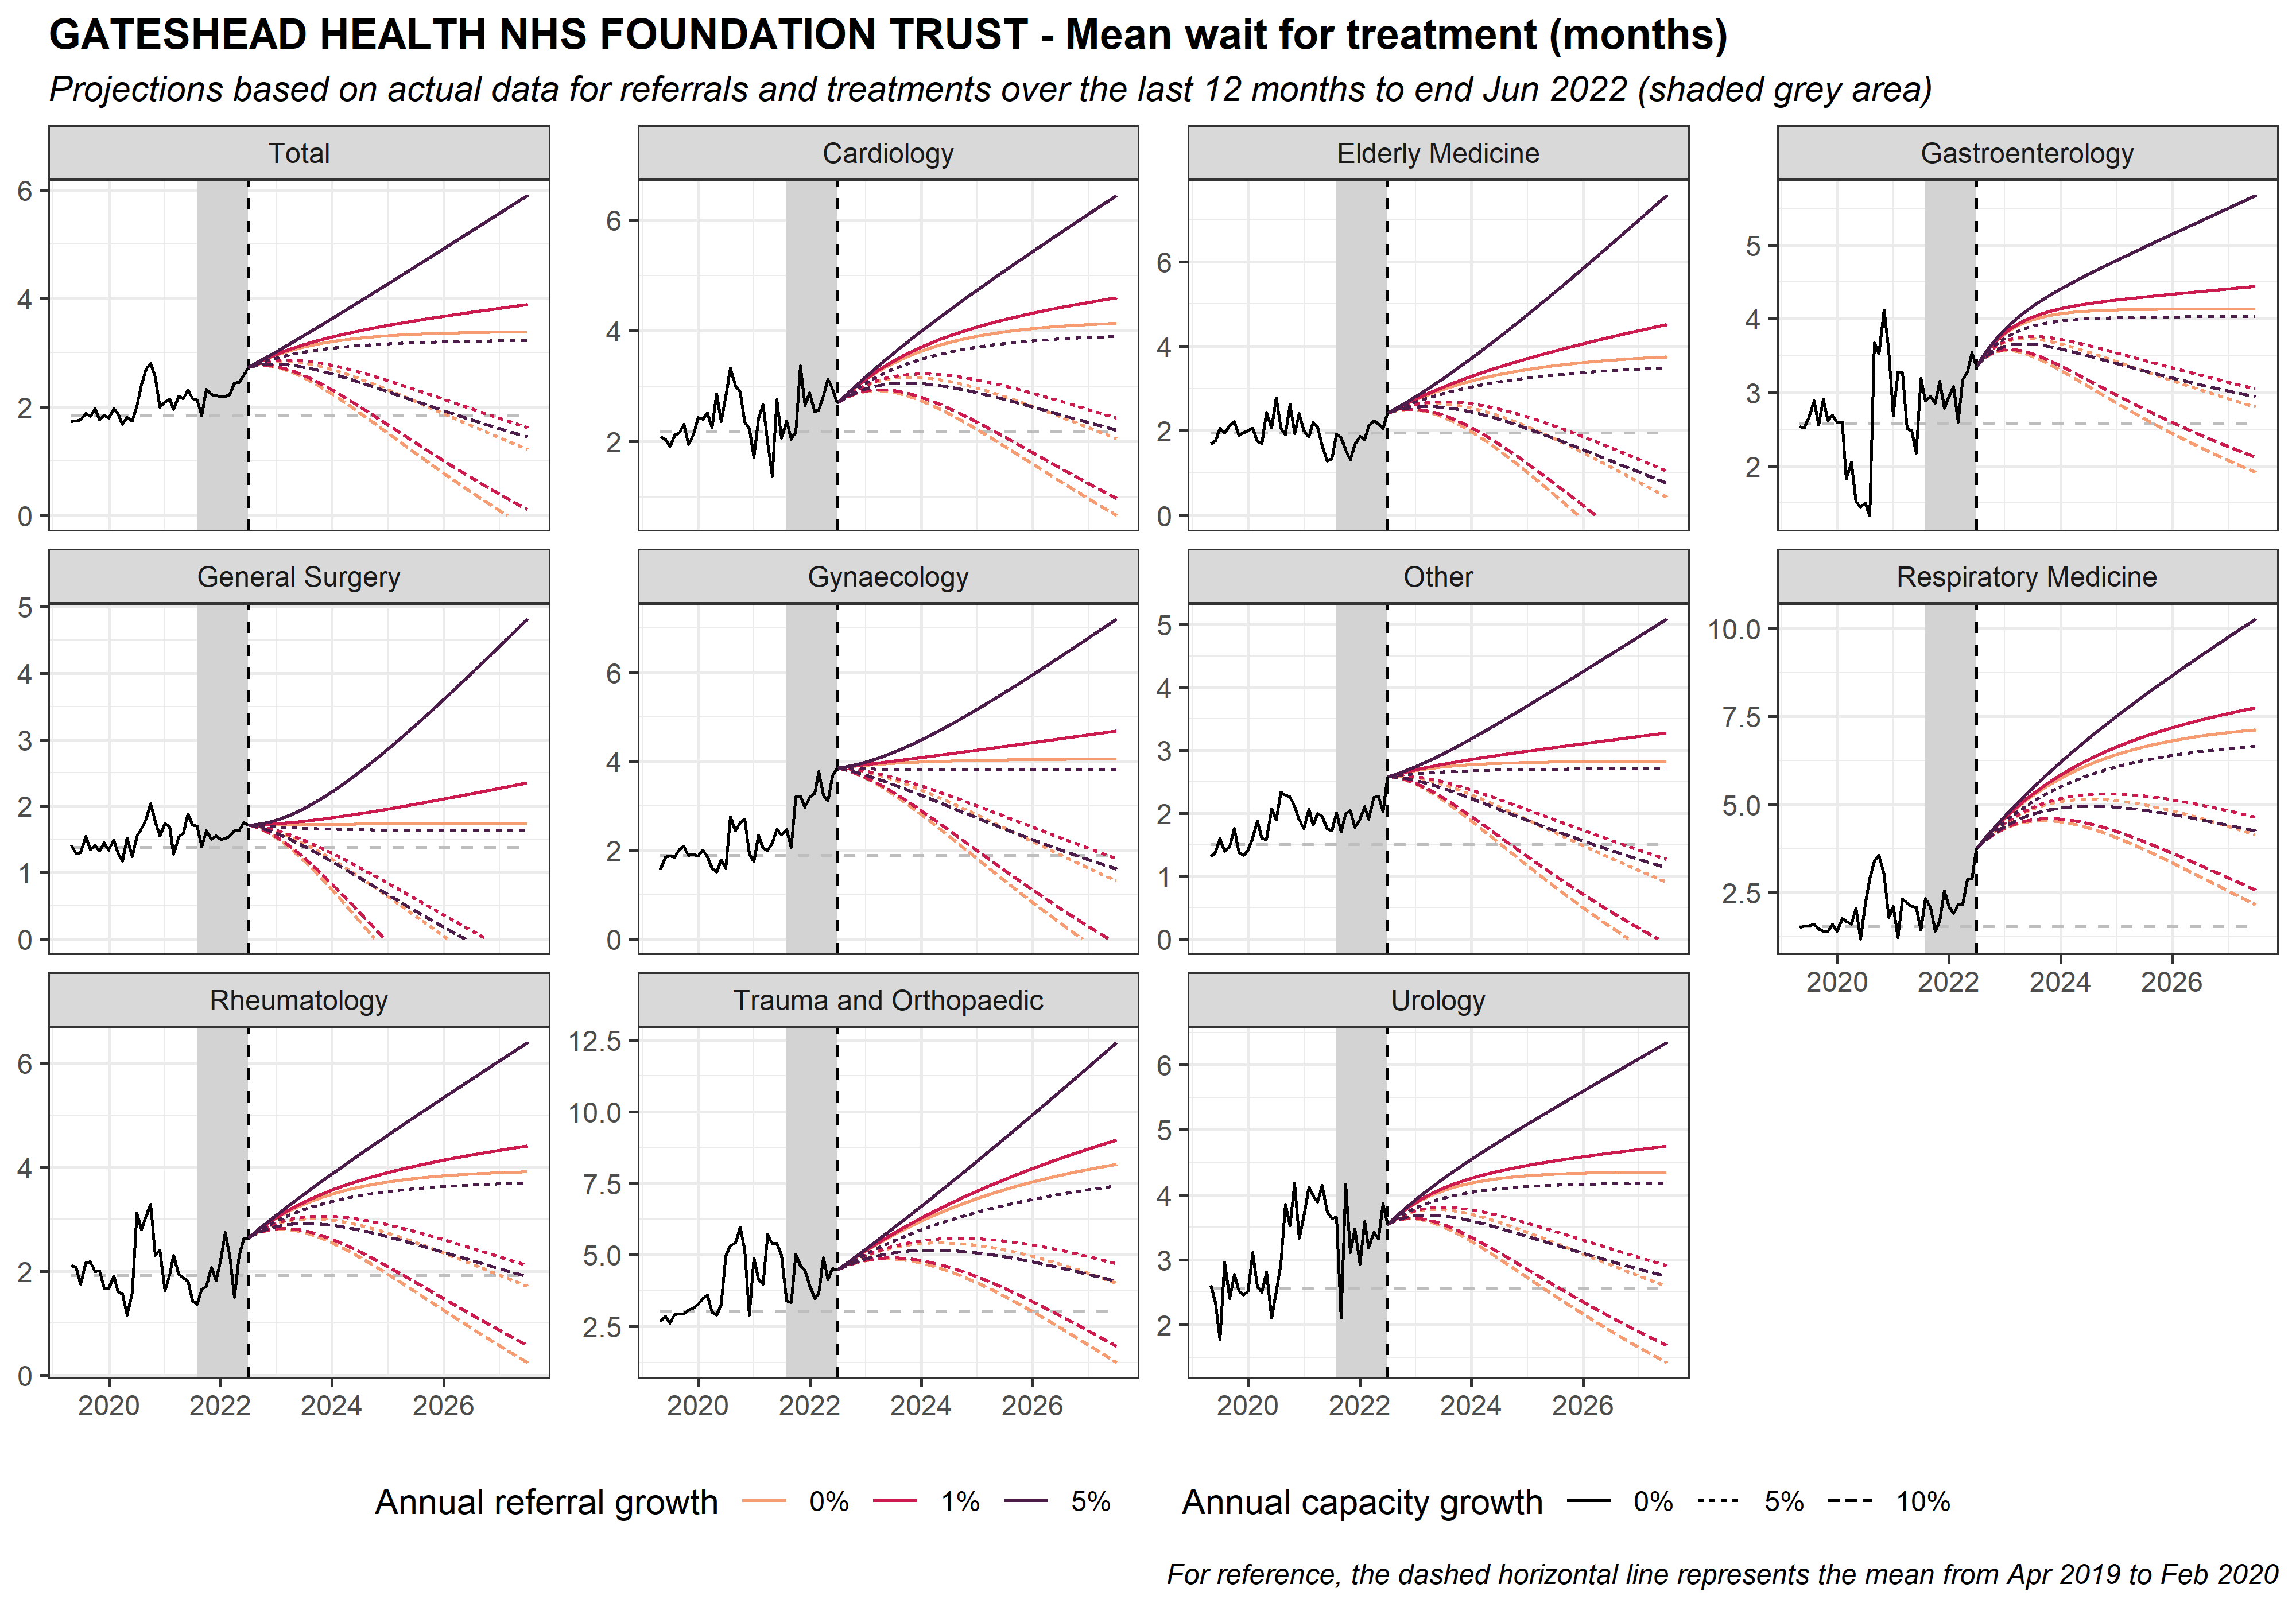 GATESHEAD HEALTH NHS FOUNDATION TRUST - Mean wait for treatment (months)
Projections based on actual data for referrals and treatments over the last 12 months to end Jun 2022 (shaded grey area)
Total
Cardiology
Elderly Medicine
Gastroenterology
6
4
2
0
6
4
2
6
4
2
0
5
4
3
2
General Surgery
Gynaecology
Other
Respiratory Medicine
5
4
3
2
1
0
6
4
2
0
5
4
3
2
1
0
10.0
7.5
5.0
2.5
2020 2022 2024 2026
Rheumatology
Trauma and Orthopaedic
Urology
6
4
2
0
12.5
10.0
7.5
5.0
2.5
6
5
4
3
2
2020 2022 2024 2026
2020 2022 2024 2026
2020 2022 2024 2026
Annual referral growth 0% 1% 5%
Annual capacity growth 0% 5% 10%
For reference, the dashed horizontal line represents the mean from Apr 2019 to Feb 2020